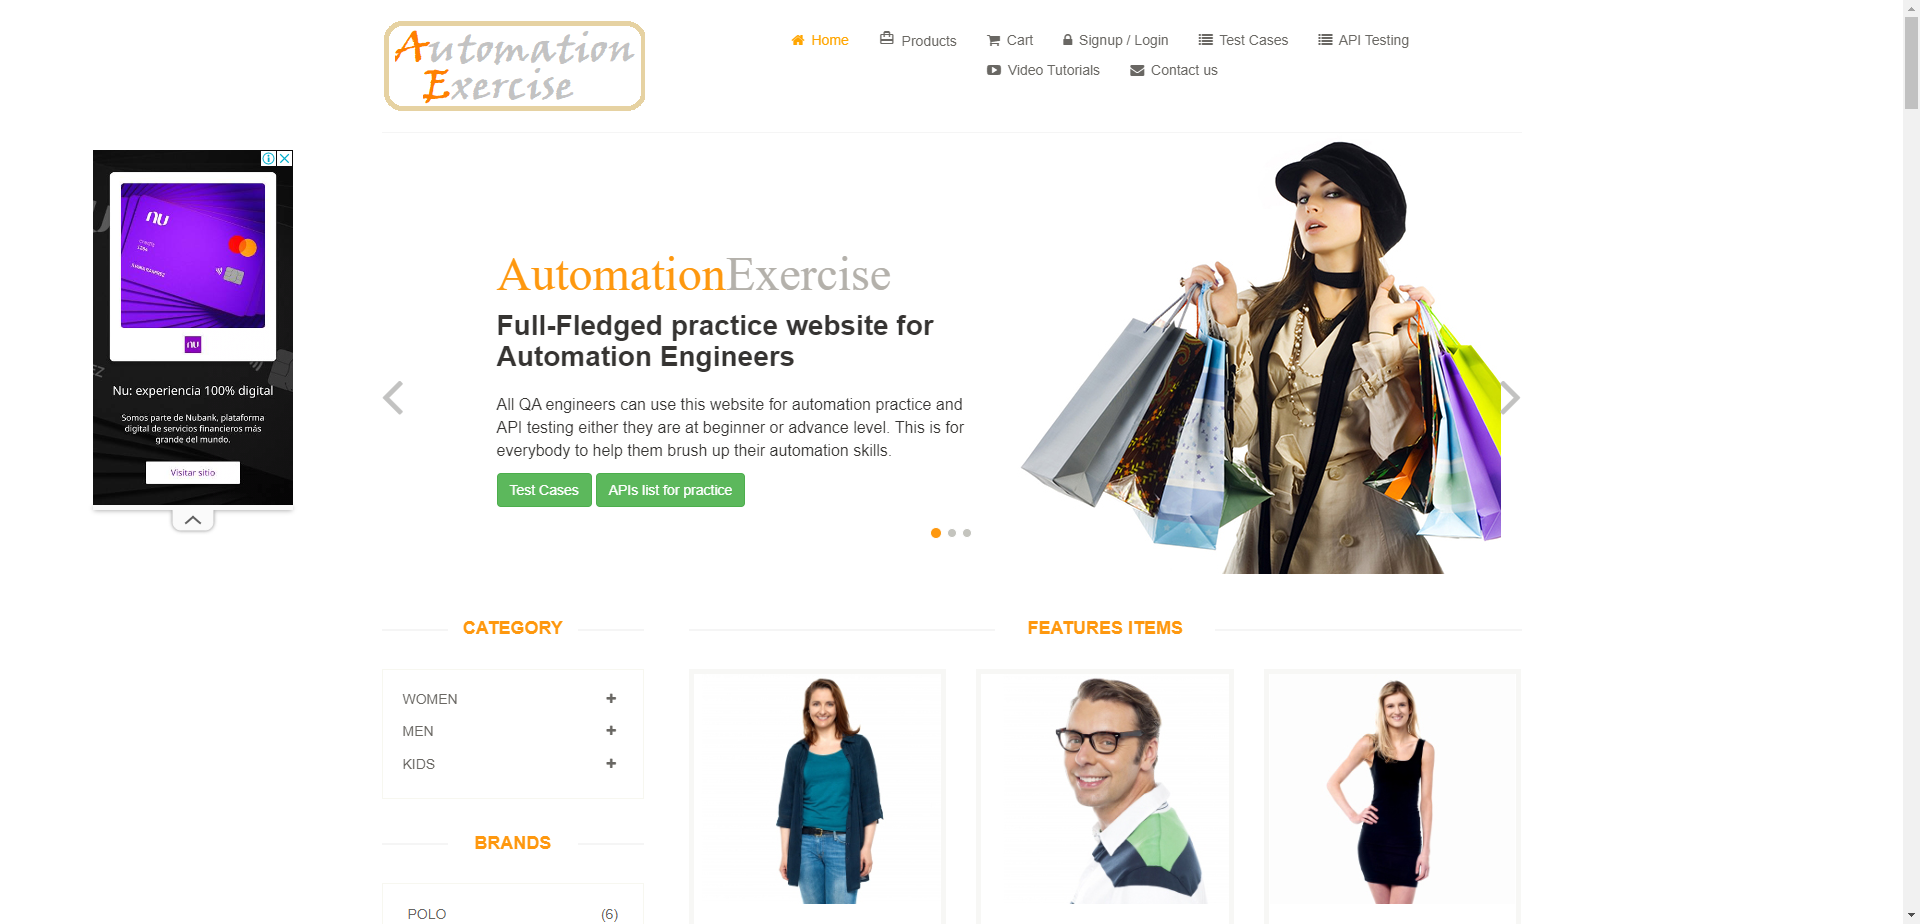 Automation
Exercise
Home
Products
Cart
Signup / Login
Test Cases
API Testing
Video Tutorials
Contact us
nu
Nu: experiencia 100% digital
Somos parte de Nubank, plataforma
digital de servicios financieros más
grande del mundo.
Visitar sitio
AutomationExercise
Full-Fledged practice website for
Automation Engineers
All QA engineers can use this website for automation practice and
API testing either they are at beginner or advance level. This is for
everybody to help them brush up their automation skills.
Test Cases
APIs list for practice
CATEGORY
WOMEN
MEN
KIDS
BRANDS
POLO (6)
FEATURES ITEMS